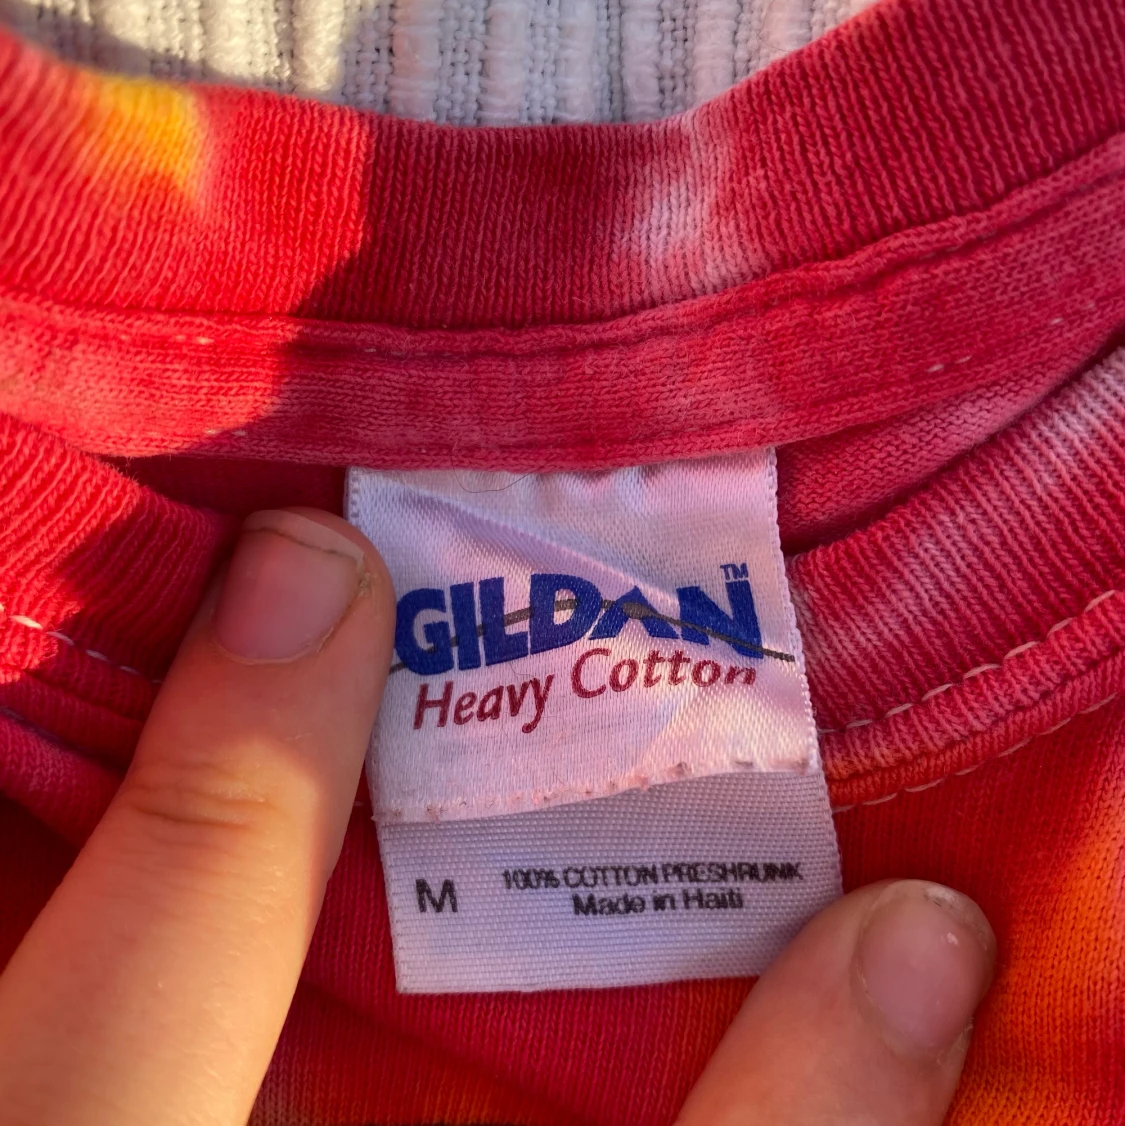 GILDAN™
Heavy Cotton
M
100% COTTON PRESHRUNK
Made in Haiti